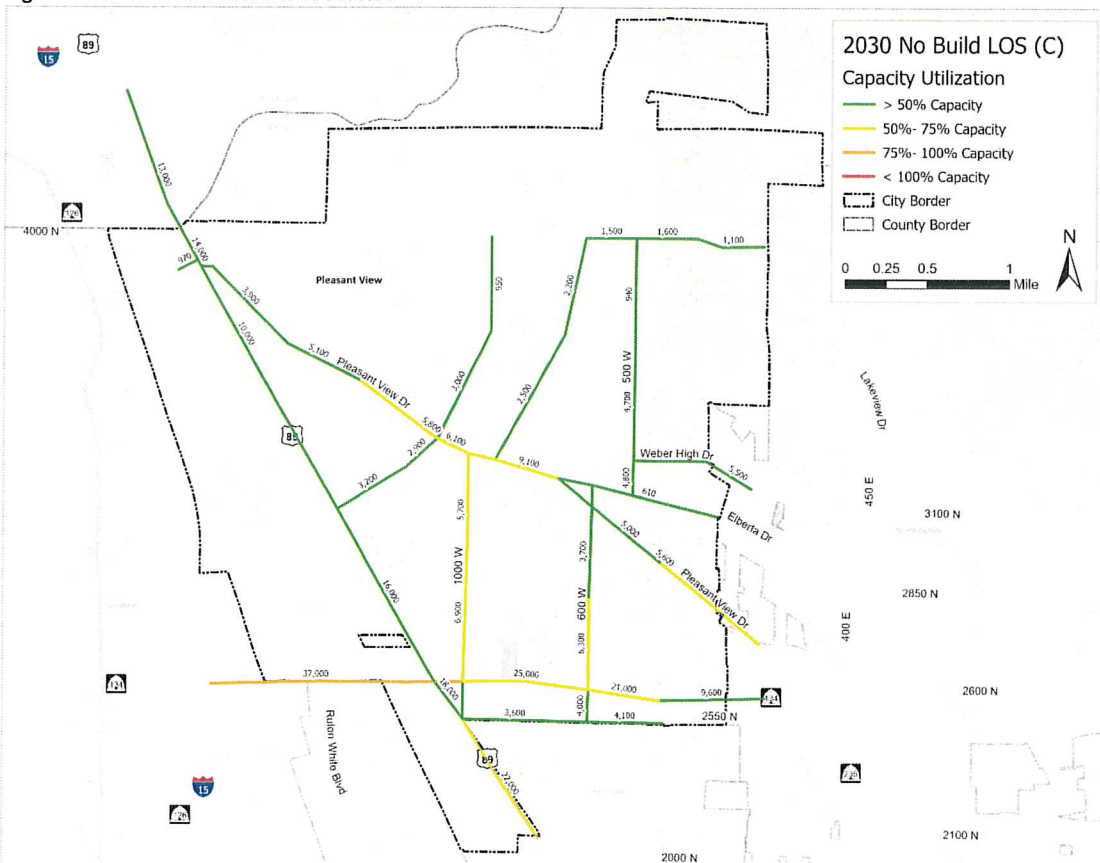 89
15
2030 No Build LOS (C)
Capacity Utilization
> 50% Capacity
50%- 75% Capacity
75%- 100% Capacity
< 100% Capacity
City Border
County Border
0 0.25 0.5 1
Mile
N
126
4000 N
13,000
14,000
970
Pleasant View
3,900
10,000
5,100
Pleasant View Dr
950
3,000
1,500
1,600
1,100
2,200
940
2,500
500 W
4,700
5,800
6,100
89
2,900
3,200
9,100
4,800
Weber High Dr
5,500
610
Elberta Dr
Lakeview Dr
450 E
3100 N
5,700
1000 W
6,900
3,700
600 W
6,300
5,000
5,600
Pleasant View Dr
2850 N
400 E
16,000
134
37,000
18,000
25,000
21,000
9,600
434
2600 N
3,600
4,000
4,100
2550 N
Rulon White Blvd
89
22,000
15
126
235
2100 N
2000 N